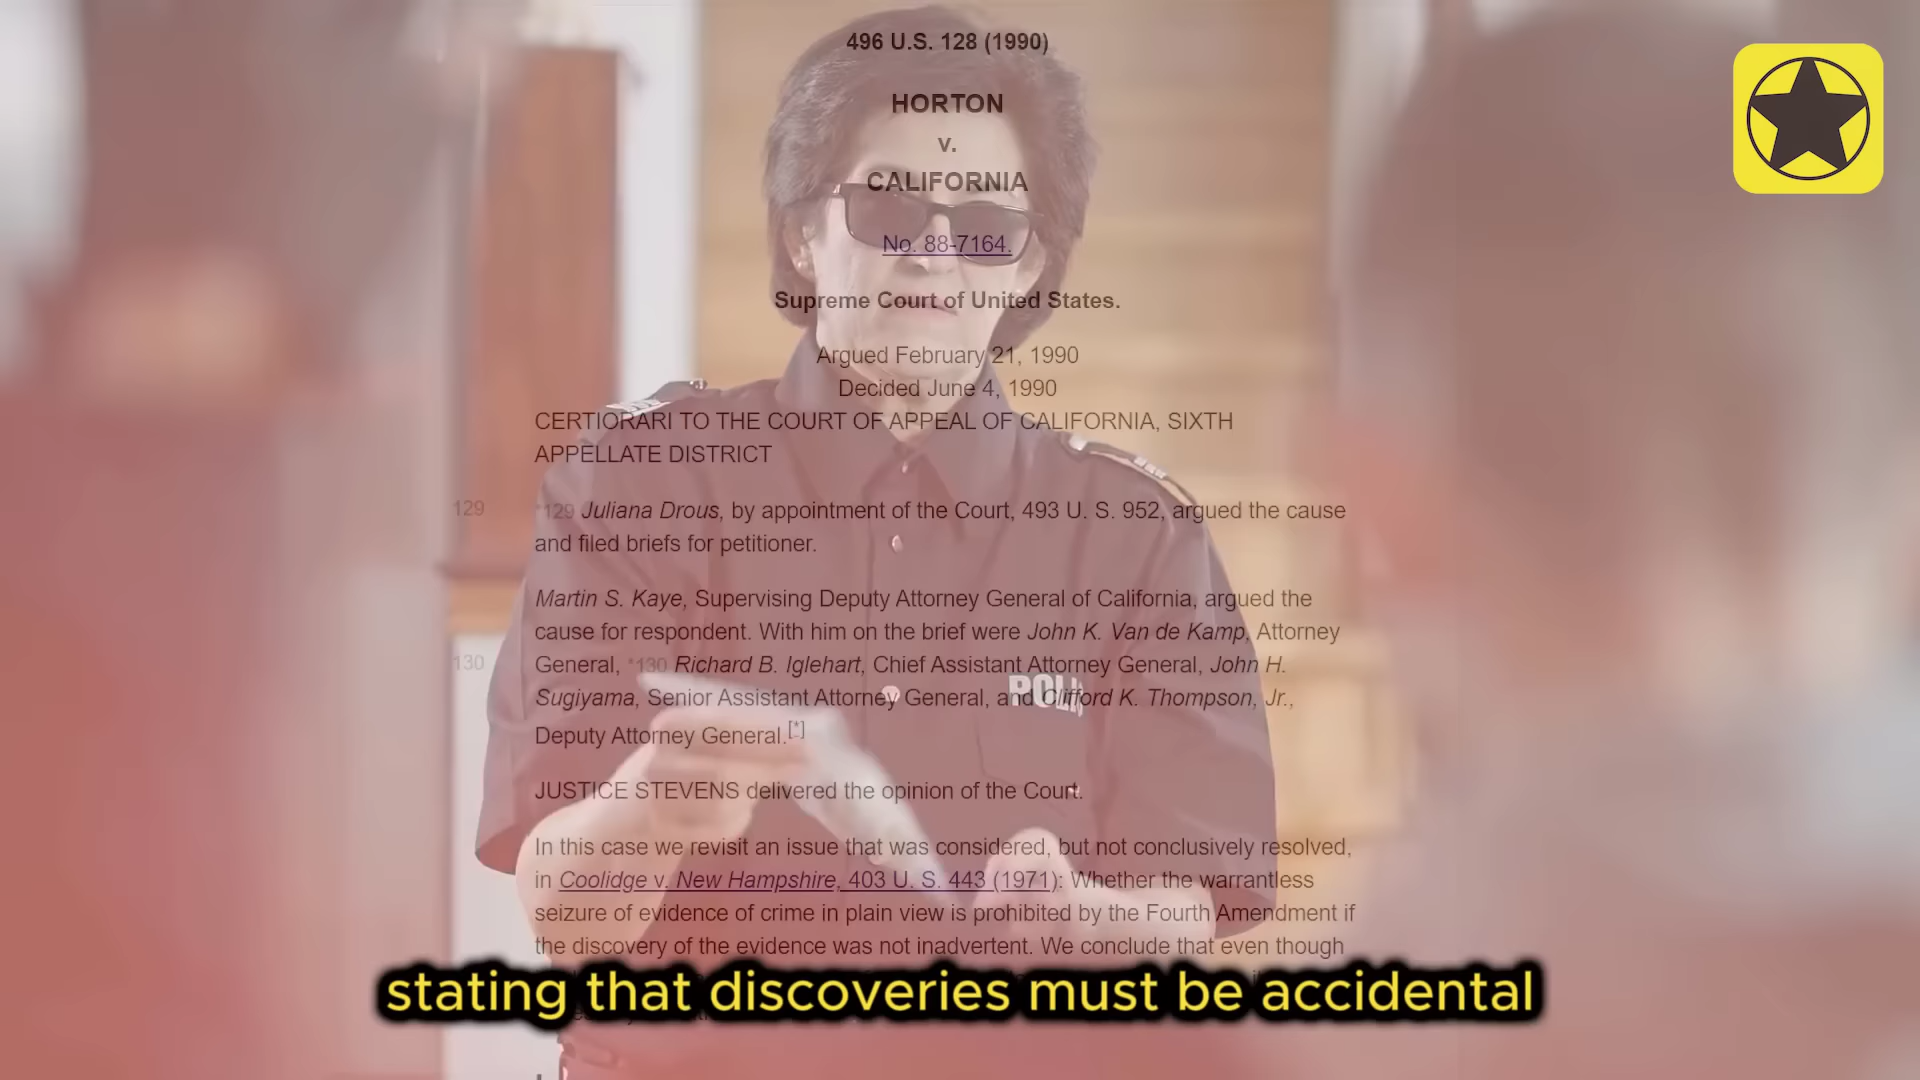 496 U.S. 128 (1990)
HORTON
v.
CALIFORNIA
No. 88-7164.
Supreme Court of United States.
Argued February 21, 1990
Decided June 4, 1990
CERTIORARI TO THE COURT OF APPEAL OF CALIFORNIA, SIXTH
APPELLATE DISTRICT
129 *129 Juliana Drous, by appointment of the Court, 493 U. S. 952, argued the cause
and filed briefs for petitioner.
Martin S. Kaye, Supervising Deputy Attorney General of California, argued the
cause for respondent. With him on the brief were John K. Van de Kamp, Attorney
130 General, *130 Richard B. Iglehart, Chief Assistant Attorney General, John H.
Sugiyama, Senior Assistant Attorney General, and Clifford K. Thompson, Jr.,
Deputy Attorney General.[*]
JUSTICE STEVENS delivered the opinion of the Court.
In this case we revisit an issue that was considered, but not conclusively resolved,
in Coolidge v. New Hampshire, 403 U. S. 443 (1971): Whether the warrantless
seizure of evidence of crime in plain view is prohibited by the Fourth Amendment if
the discovery of the evidence was not inadvertent. We conclude that even though
stating that discoveries must be accidental